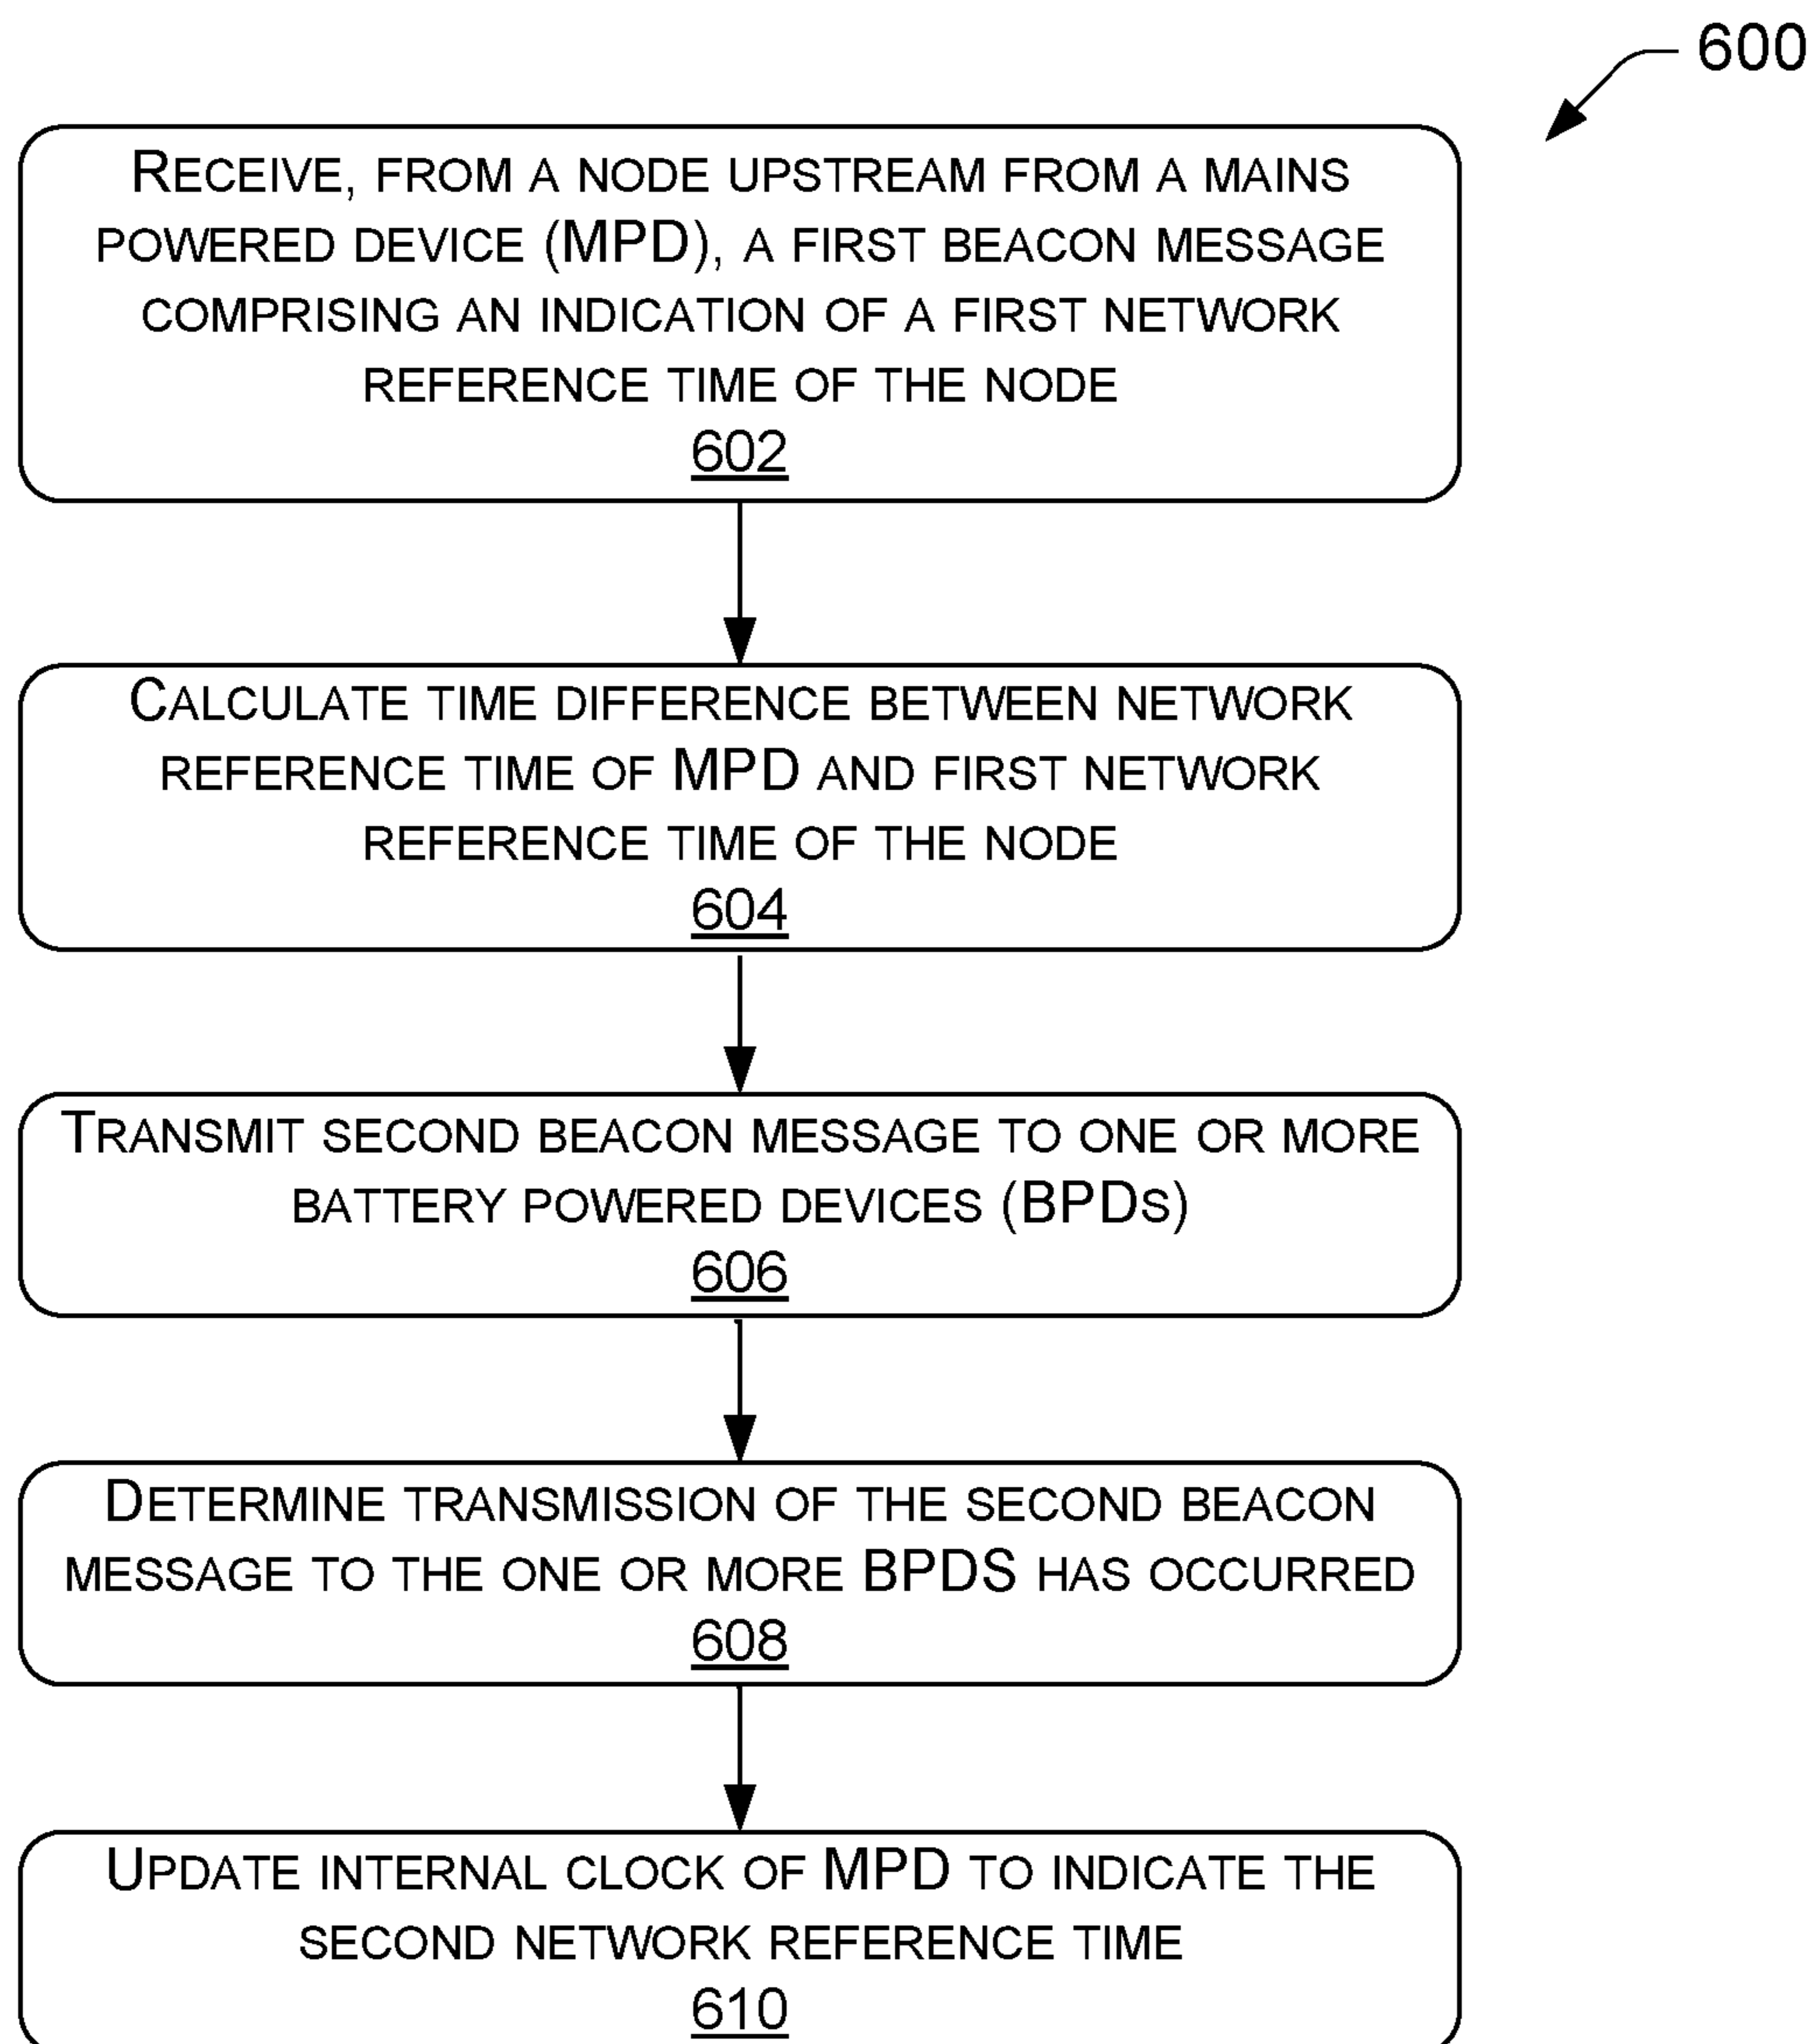 600
RECEIVE, FROM A NODE UPSTREAM FROM A MAINS
POWERED DEVICE (MPD), A FIRST BEACON MESSAGE
COMPRISING AN INDICATION OF A FIRST NETWORK
REFERENCE TIME OF THE NODE
602
CALCULATE TIME DIFFERENCE BETWEEN NETWORK
REFERENCE TIME OF MPD AND FIRST NETWORK
REFERENCE TIME OF THE NODE
604
TRANSMIT SECOND BEACON MESSAGE TO ONE OR MORE
BATTERY POWERED DEVICES (BPDS)
606
DETERMINE TRANSMISSION OF THE SECOND BEACON
MESSAGE TO THE ONE OR MORE BPDS HAS OCCURRED
608
UPDATE INTERNAL CLOCK OF MPD TO INDICATE THE
SECOND NETWORK REFERENCE TIME
610